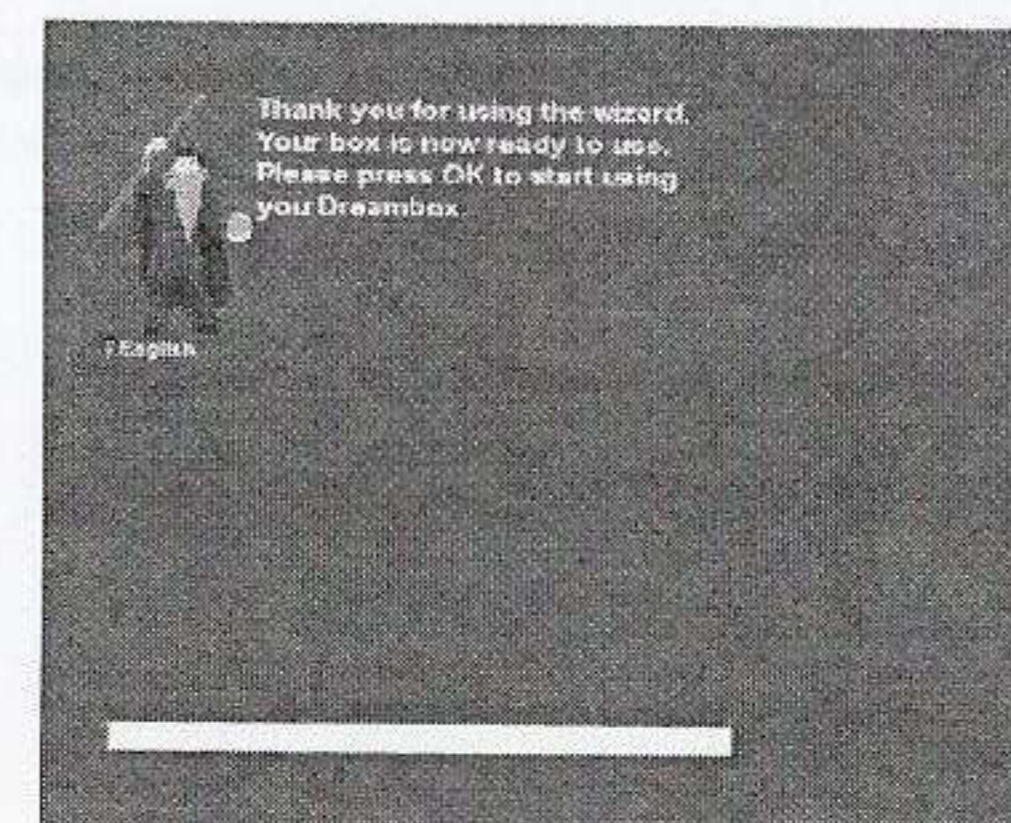 Thank you for using the wizard.
Your box is now ready to use.
Please press OK to start using
you Dreambox.
English